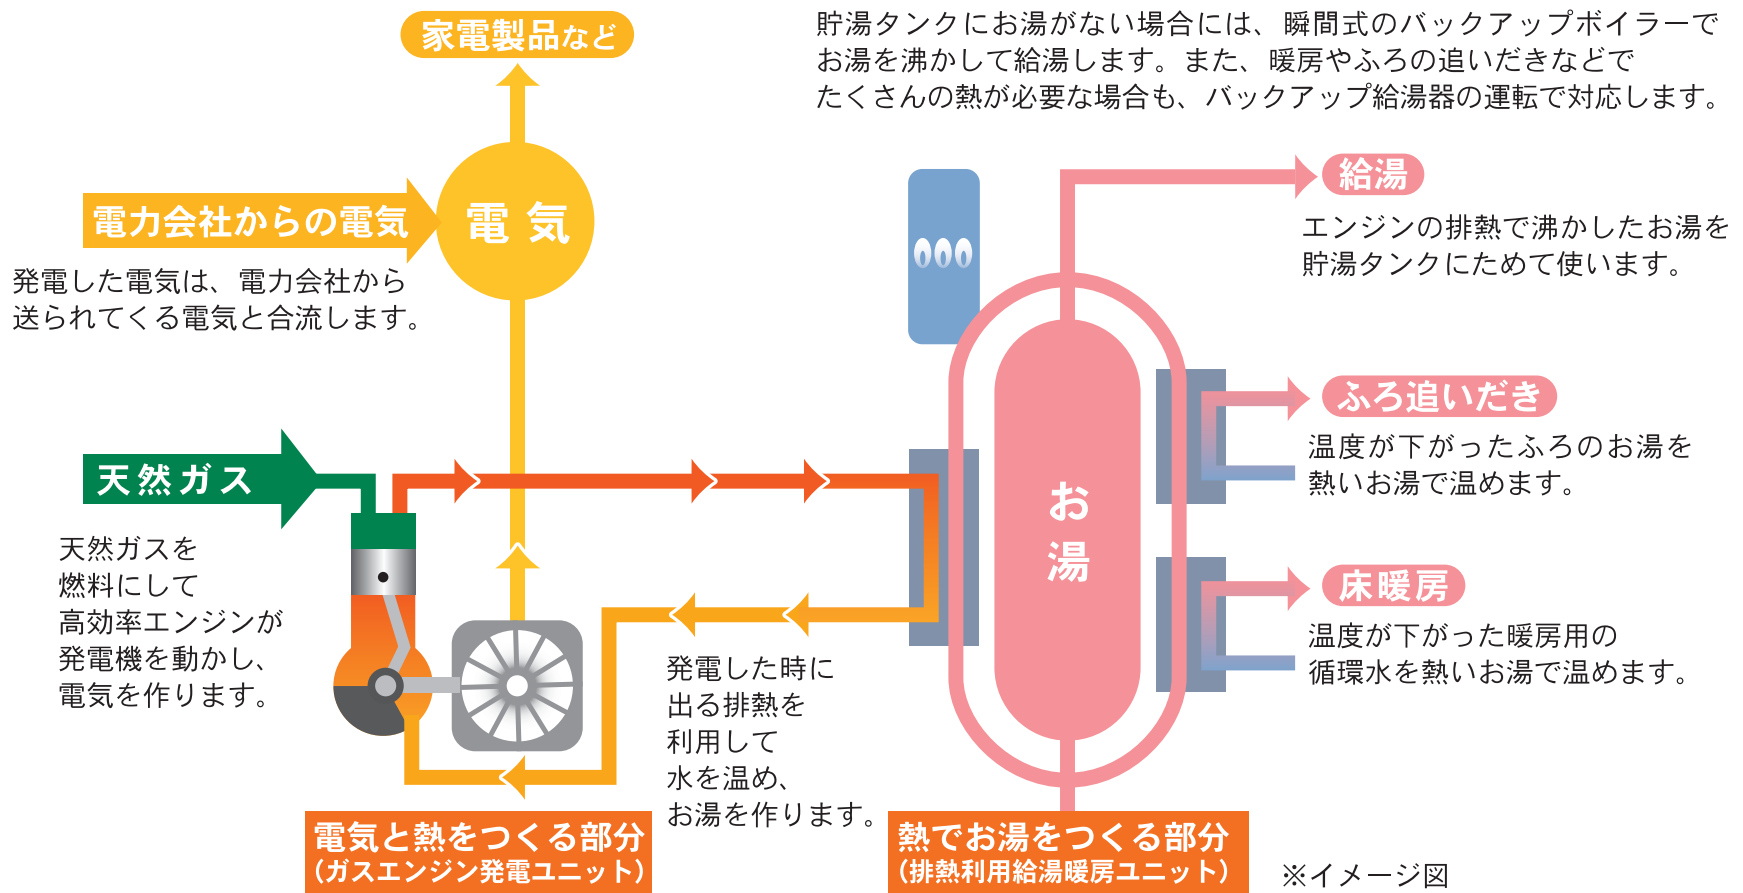 家電製品など
貯湯タンクにお湯がない場合には、瞬間式のバックアップボイラーで
お湯を沸かして給湯します。また、暖房やふろの追いだきなどで
たくさんの熱が必要な場合も、バックアップ給湯器の運転で対応します。
電力会社からの電気
電気
発電した電気は、電力会社から
送られてくる電気と合流します。
給湯
エンジンの排熱で沸かしたお湯を
貯湯タンクにためて使います。
ふろ追いだき
温度が下がったふろのお湯を
熱いお湯で温めます。
天然ガス
天然ガスを
燃料にして
高効率エンジンが
発電機を動かし、
電気を作ります。
お
湯
床暖房
温度が下がった暖房用の
循環水を熱いお湯で温めます。
発電した時に
出る排熱を
利用して
水を温め、
お湯を作ります。
電気と熱をつくる部分
（ガスエンジン発電ユニット）
熱でお湯をつくる部分
（排熱利用給湯暖房ユニット）
※イメージ図